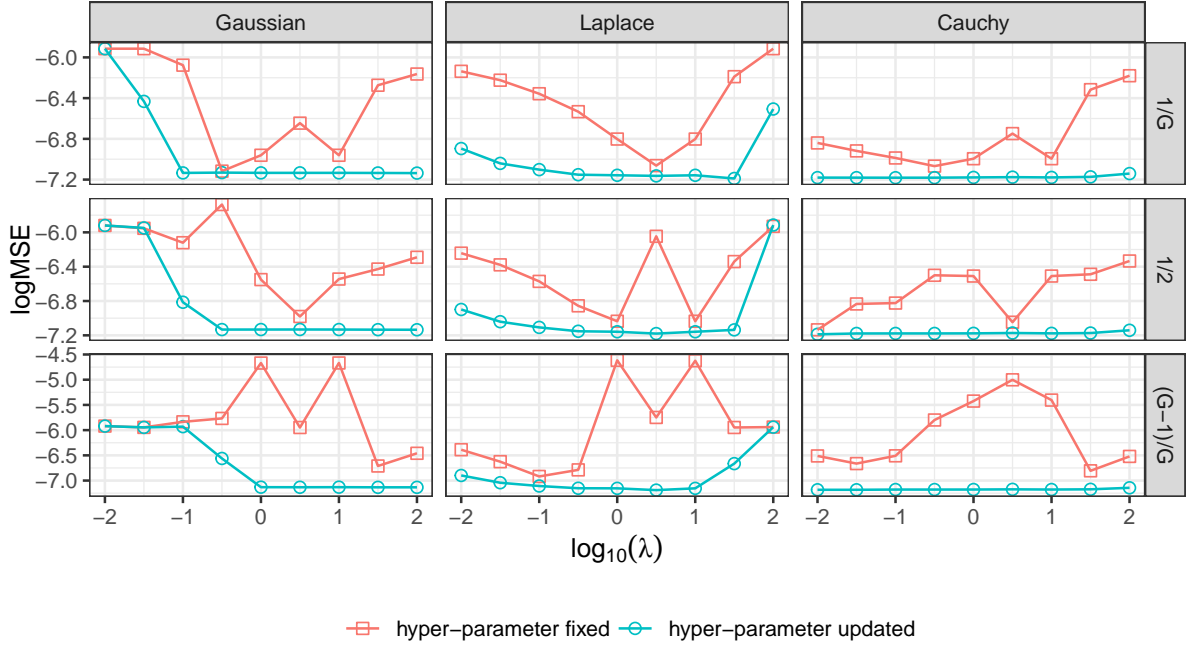 Gaussian Laplace Cauchy
−6.0
−6.4
−6.8
−7.2
1/G
−6.0
−6.4
−6.8
−7.2
1/2
−4.5
−5.0
−5.5
−6.0
−6.5
−7.0
(G−1)/G
logMSE
−2 −1 0 1 2 −2 −1 0 1 2 −2 −1 0 1 2
log10(λ)
hyper−parameter fixed hyper−parameter updated